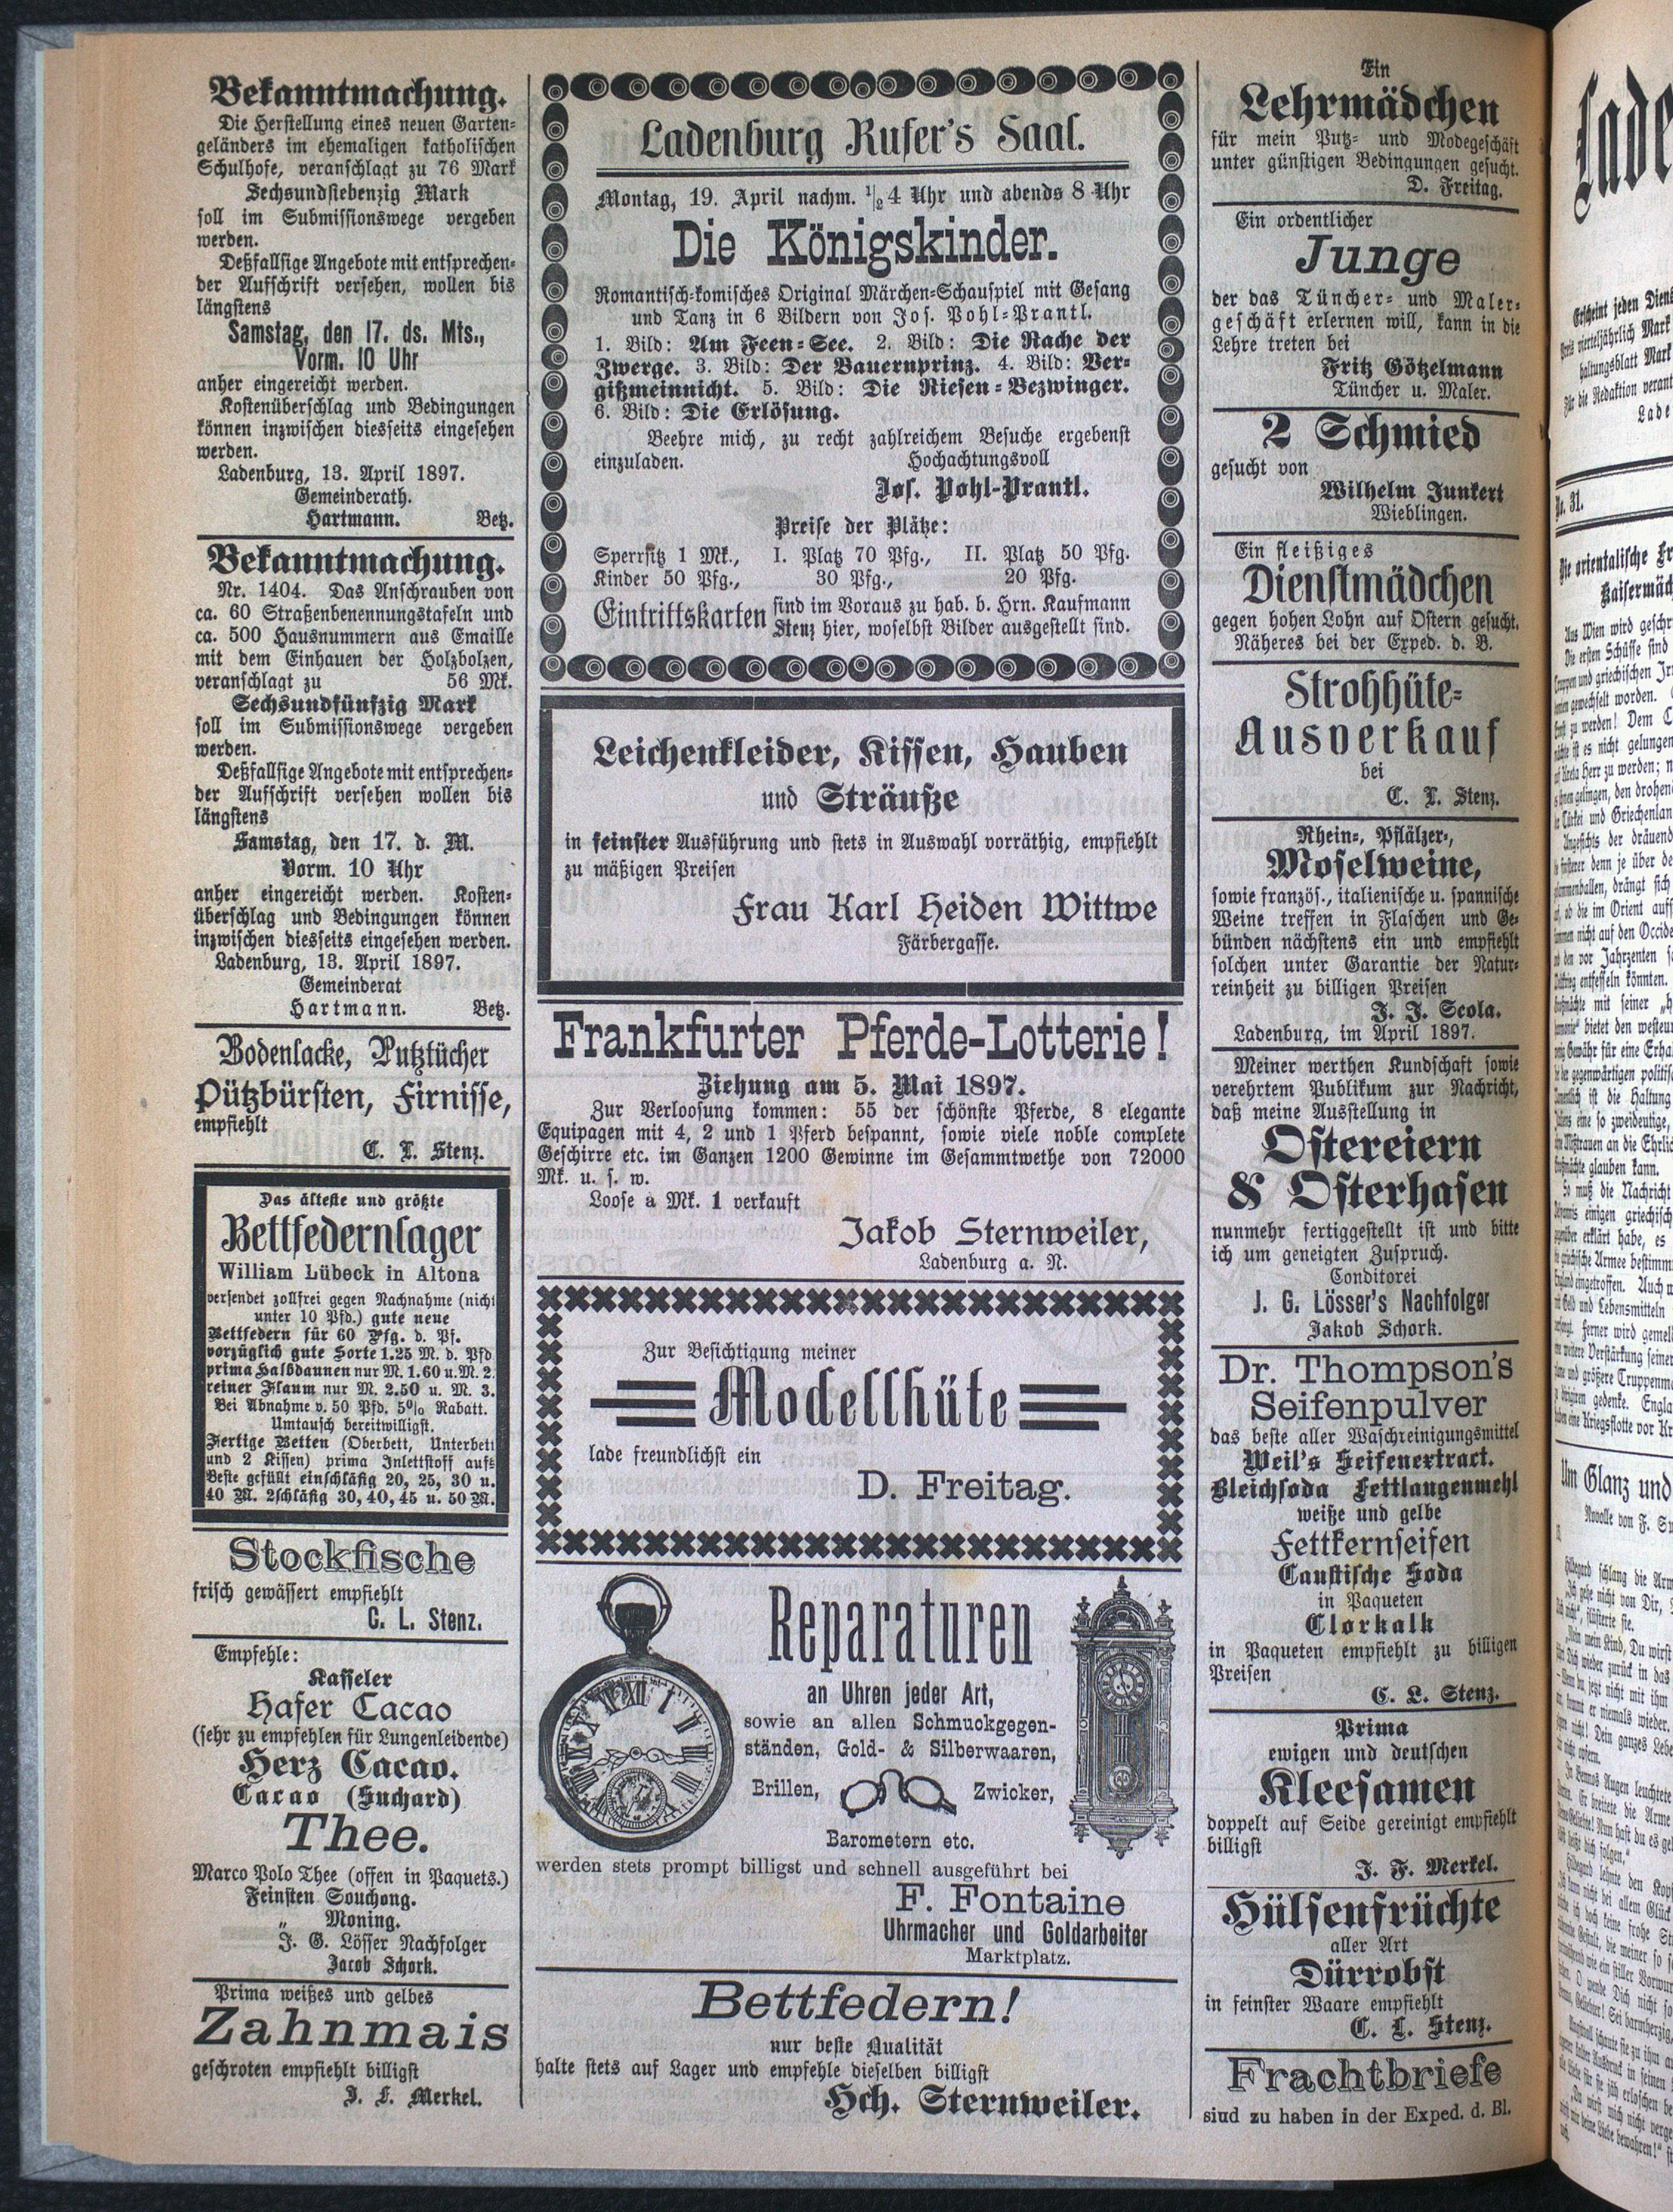 Bekanntmachung.
Die Herstellung eines neuen Garten-
geländers im ehemaligen katholischen
Schulhofe, veranschlagt zu 76 Mark
Sechsundsiebenzig Mark
soll im Submissionswege vergeben
werden.
Deßfallsige Angebote mit entsprechen-
der Aufschrift versehen, wollen bis
längstens
Samstag, den 17. ds. Mts.,
Vorm. 10 Uhr
anher eingereicht werden.
Kostenüberschlag und Bedingungen
können inzwischen diesseits eingesehen
werden.
Ladenburg, 13. April 1897.
Gemeinderath.
Hartmann. Betz.
Bekanntmachung.
Nr. 1404. Das Anschrauben von
ca. 60 Straßenbenennungstafeln und
ca. 500 Hausnummern aus Emaille
mit dem Einhauen der Holzbolzen,
veranschlagt zu 56 Mk.
Sechsundfünfzig Mark
soll im Submissionswege vergeben
werden.
Deßfallsige Angebote mit entsprechen-
der Aufschrift versehen wollen bis
längstens
Samstag, den 17. d. M.
Vorm. 10 Uhr
anher eingereicht werden. Kosten-
überschlag und Bedingungen können
inzwischen diesseits eingesehen werden.
Ladenburg, 13. April 1897.
Gemeinderat
Hartmann. Betz.
Bodenlacke, Putztücher
Pützbürsten, Firnisse,
empfiehlt
C. L. Stenz.
Das älteste und größte
Bettfedernlager
William Lübeck in Altona
versendet zollfrei gegen Nachnahme (nicht
unter 10 Pfd.) gute neue
Bettfedern für 60 Pfg. d. Pf.
vorzüglich gute Sorte 1.25 M. d. Pfd
prima Halbdaunen nur M. 1.60 u. M. 2.
reiner Flaum nur M. 2.50 u. M. 3.
Bei Abnahme v. 50 Pfd. 5% Rabatt.
Umtausch bereitwilligst.
Fertige Betten (Oberbett, Unterbett
und 2 Kissen) prima Inlettstoff auf's
Beste gefüllt einschläfig 20, 25, 30 u.
40 M. 2schläfig 30, 40, 45 u. 50 M.
Stockfische
frisch gewässert empfiehlt
C. L. Stenz.
Empfehle:
Kasseler
Hafer Cacao
(sehr zu empfehlen für Lungenleidende)
Herz Cacao.
Cacao (Suchard)
Thee.
Marco Polo Thee (offen in Paquets.)
Feinsten Souchong.
„ Moning.
J. G. Lösser Nachfolger
Jacob Schork.
Prima weißes und gelbes
Zahnmais
geschroten empfiehlt billigst
J. F. Merkel.
Ladenburg Rufer's Saal.
Montag, 19. April nachm. 1/2 4 Uhr und abends 8 Uhr
Die Königskinder.
Romantisch-komisches Original Märchen-Schauspiel mit Gesang
und Tanz in 6 Bildern von Jos. Pohl-Prantl.
1. Bild: Am Feen-See. 2. Bild: Die Rache der
Zwerge. 3. Bild: Der Bauernprinz. 4. Bild: Ver-
gißmeinnicht. 5. Bild: Die Riesen-Bezwinger.
6. Bild: Die Erlösung.
Beehre mich, zu recht zahlreichem Besuche ergebenst
einzuladen. Hochachtungsvoll
Jos. Pohl-Prantl.
Preise der Plätze:
Sperrsitz 1 Mk., I. Platz 70 Pfg., II. Platz 50 Pfg.
Kinder 50 Pfg., 30 Pfg., 20 Pfg.
Eintrittskarten sind im Voraus zu hab. b. Hrn. Kaufmann
Stenz hier, woselbst Bilder ausgestellt sind.
Leichenkleider, Kissen, Hauben
und Sträuße
in feinster Ausführung und stets in Auswahl vorräthig, empfiehlt
zu mäßigen Preisen
Frau Karl Heiden Wittwe
Färbergasse.
Frankfurter Pferde-Lotterie!
Ziehung am 5. Mai 1897.
Zur Verloosung kommen: 55 der schönste Pferde, 8 elegante
Equipagen mit 4, 2 und 1 Pferd bespannt, sowie viele noble complete
Geschirre etc. im Ganzen 1200 Gewinne im Gesammtwethe von 72000
Mk. u. s. w.
Loose a Mk. 1 verkauft
Jakob Sternweiler,
Ladenburg a. N.
Zur Besichtigung meiner
Modellhüte
lade freundlichst ein
D. Freitag.
Reparaturen
an Uhren jeder Art,
sowie an allen Schmuckgegen-
ständen, Gold- & Silberwaaren,
Brillen, Zwicker,
Barometern etc.
werden stets prompt billigst und schnell ausgeführt bei
F. Fontaine
Uhrmacher und Goldarbeiter
Marktplatz.
Bettfedern!
nur beste Qualität
halte stets auf Lager und empfehle dieselben billigst
Hch. Sternweiler.
Ein
Lehrmädchen
für mein Putz- und Modegeschäft
unter günstigen Bedingungen gesucht.
D. Freitag.
Ein ordentlicher
Junge
der das Tüncher- und Maler-
geschäft erlernen will, kann in die
Lehre treten bei
Fritz Götzelmann
Tüncher u. Maler.
2 Schmied
gesucht von
Wilhelm Junkert
Wieblingen.
Ein fleißiges
Dienstmädchen
gegen hohen Lohn auf Ostern gesucht.
Näheres bei der Exped. d. B.
Strohhüte-
Ausverkauf
bei
C. L. Stenz.
Rhein-, Pflälzer-,
Moselweine,
sowie französ., italienische u. spannische
Weine treffen in Flaschen und Ge-
bünden nächstens ein und empfiehlt
solchen unter Garantie der Natur-
reinheit zu billigen Preisen
J. J. Scola.
Ladenburg, im April 1897.
Meiner werthen Kundschaft sowie
verehrtem Publikum zur Nachricht,
daß meine Ausstellung in
Ostereiern
& Osterhasen
nunmehr fertiggestellt ist und bitte
ich um geneigten Zuspruch.
Conditorei
J. G. Lösser's Nachfolger
Jakob Schork.
Dr. Thompson's
Seifenpulver
das beste aller Waschreinigungsmittel
Weil's Seifenextract.
Bleichsoda Fettlangenmehl
weiße und gelbe
Fettkernseifen
Caustische Soda
in Paqueten
Clorkalk
in Paqueten empfiehlt zu billigen
Preisen
C. L. Stenz.
Prima
ewigen und deutschen
Kleesamen
doppelt auf Seide gereinigt empfiehlt
billigst
J. F. Merkel.
Hülsenfrüchte
aller Art
Dürrobst
in feinster Waare empfiehlt
C. L. Stenz.
Frachtbriefe
siud zu haben in der Exped. d. Bl.
Lade
Erscheint jeden Diens
Nr. 31.
Die orientalische Fr
Aus Wien wird geschr
Die ersten Schüsse sind
Um Glanz und
Novelle von F. Su